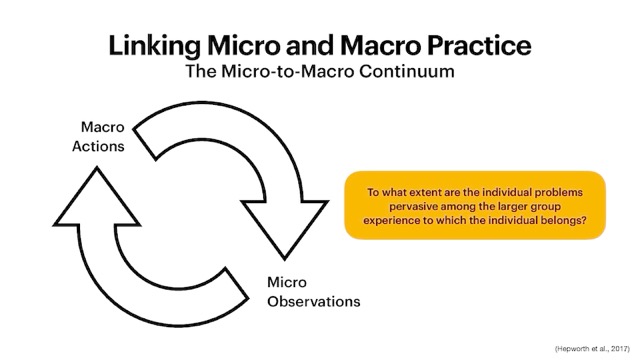 Linking Micro and Macro Practice
The Micro-to-Macro Continuum
Macro
Actions
To what extent are the individual problems
pervasive among the larger group
experience to which the individual belongs?
Micro
Observations
(Hepworth et al., 2017)